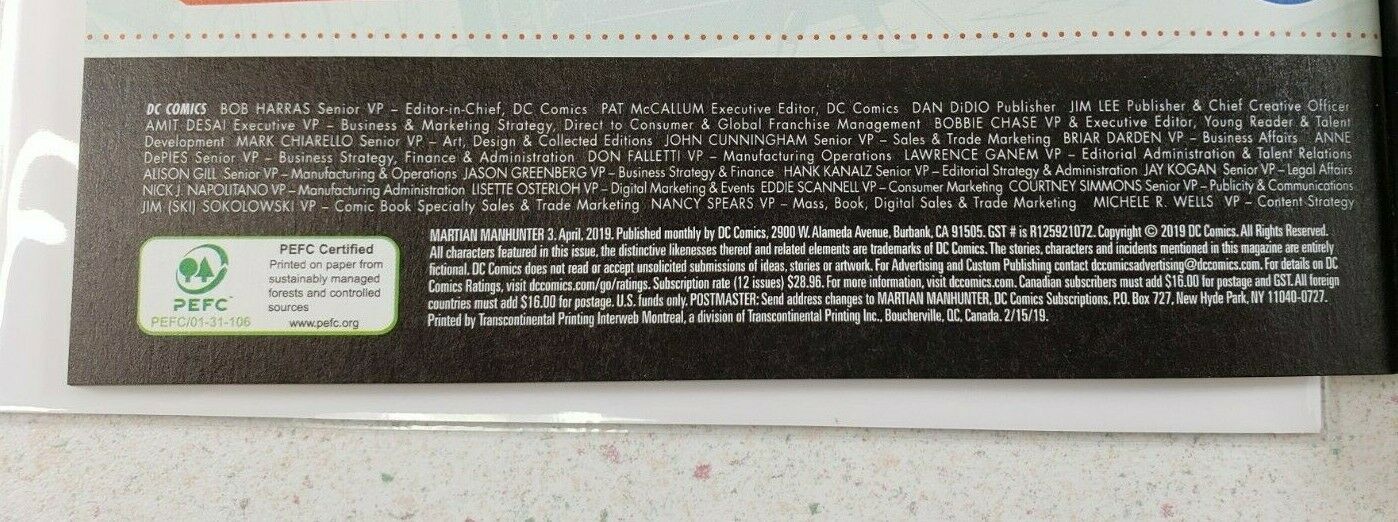 DC COMICS BOB HARRAS Senior VP – Editor-in-Chief, DC Comics PAT McCALLUM Executive Editor, DC Comics DAN DiDIO Publisher JIM LEE Publisher & Chief Creative Officer
AMIT DESAI Executive VP – Business & Marketing Strategy, Direct to Consumer & Global Franchise Management BOBBIE CHASE VP & Executive Editor, Young Reader & Talent
Development MARK CHIARELLO Senior VP – Art, Design & Collected Editions JOHN CUNNINGHAM Senior VP – Sales & Trade Marketing BRIAR DARDEN VP – Business Affairs ANNE
DePIES Senior VP – Business Strategy, Finance & Administration DON FALLETTI VP – Manufacturing Operations LAWRENCE GANEM VP – Editorial Administration & Talent Relations
ALISON GILL Senior VP – Manufacturing & Operations JASON GREENBERG VP – Business Strategy & Finance HANK KANALZ Senior VP – Editorial Strategy & Administration JAY KOGAN Senior VP – Legal Affairs
NICK J. NAPOLITANO VP – Manufacturing Administration LISETTE OSTERLOH VP – Digital Marketing & Events EDDIE SCANNELL VP – Consumer Marketing COURTNEY SIMMONS Senior VP – Publicity & Communications
JIM (SKI) SOKOLOWSKI VP – Comic Book Specialty Sales & Trade Marketing NANCY SPEARS VP – Mass, Book, Digital Sales & Trade Marketing MICHELE R. WELLS VP – Content Strategy
PEFC Certified
Printed on paper from
sustainably managed
forests and controlled
sources
www.pefc.org
PEFC™
PEFC/01-31-106
MARTIAN MANHUNTER 3. April, 2019. Published monthly by DC Comics, 2900 W. Alameda Avenue, Burbank, CA 91505. GST # is R125921072. Copyright © 2019 DC Comics. All Rights Reserved.
All characters featured in this issue, the distinctive likenesses thereof and related elements are trademarks of DC Comics. The stories, characters and incidents mentioned in this magazine are entirely
fictional. DC Comics does not read or accept unsolicited submissions of ideas, stories or artwork. For Advertising and Custom Publishing contact dccomicsadvertising@dccomics.com. For details on DC
Comics Ratings, visit dccomics.com/go/ratings. Subscription rate (12 issues) $28.96. For more information, visit dccomics.com. Canadian subscribers must add $16.00 for postage and GST. All foreign
countries must add $16.00 for postage. U.S. funds only. POSTMASTER: Send address changes to MARTIAN MANHUNTER, DC Comics Subscriptions, P.O. Box 727, New Hyde Park, NY 11040-0727.
Printed by Transcontinental Printing Interweb Montreal, a division of Transcontinental Printing Inc., Boucherville, QC, Canada. 2/15/19.